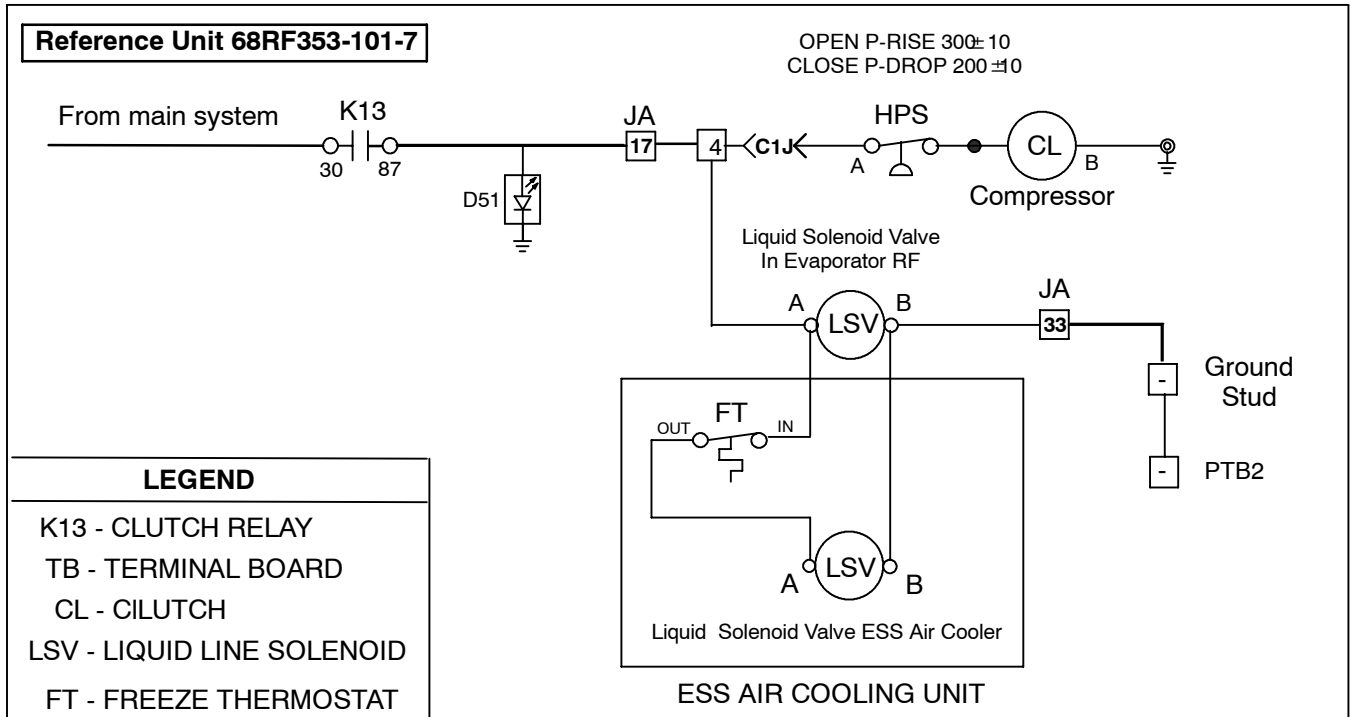 Reference Unit 68RF353-101-7
OPEN P-RISE 300± 10
CLOSE P-DROP 200 ±10
From main system
K13
30
87
D51
JA
17
4
C1J
HPS
A
CL
B
Compressor
Liquid Solenoid Valve
In Evaporator RF
A
LSV
B
JA
33
-
Ground
Stud
-
PTB2
OUT
FT
IN
A
LSV
B
Liquid Solenoid Valve ESS Air Cooler
ESS AIR COOLING UNIT
LEGEND
K13 - CLUTCH RELAY
TB - TERMINAL BOARD
CL - CILUTCH
LSV - LIQUID LINE SOLENOID
FT - FREEZE THERMOSTAT